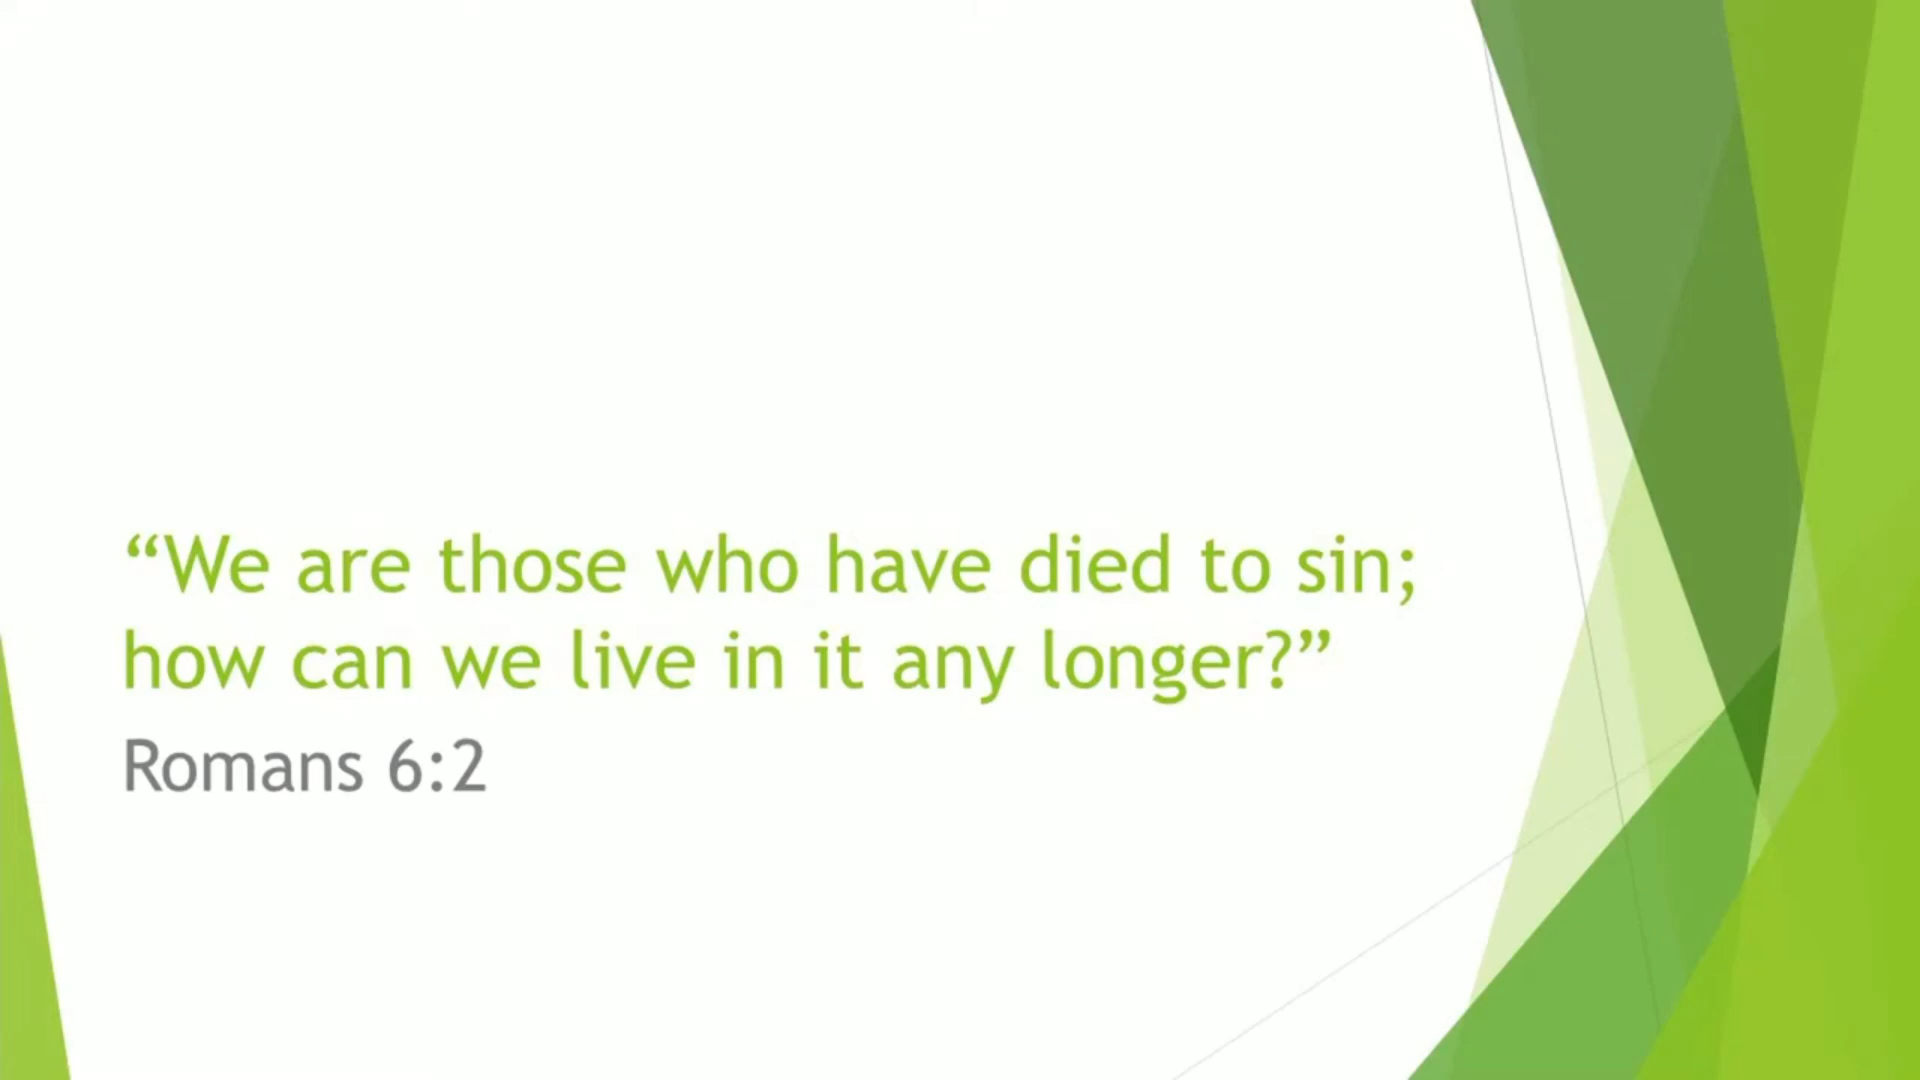 “We are those who have died to sin;
how can we live in it any longer?”
Romans 6:2